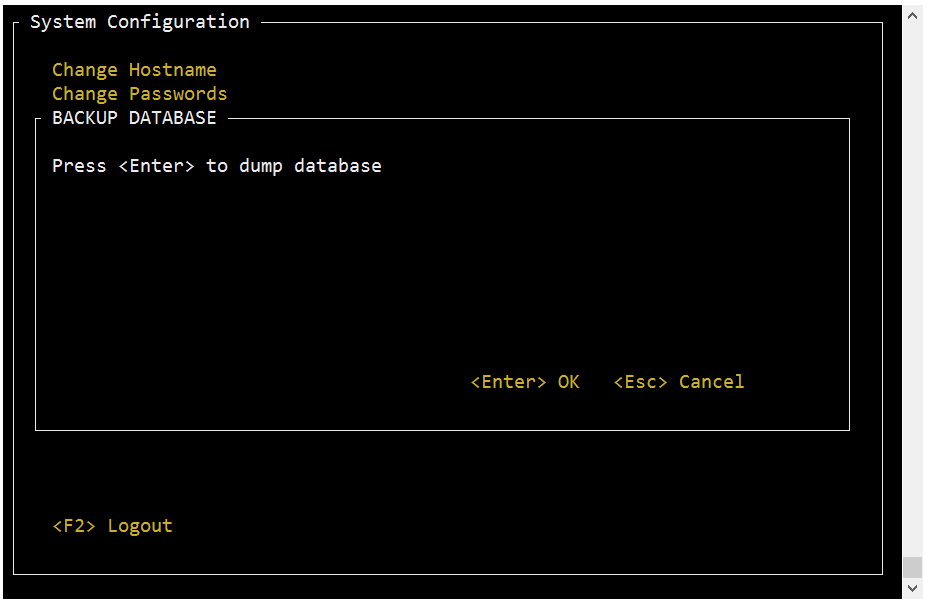 System Configuration
Change Hostname
Change Passwords
BACKUP DATABASE
Press <Enter> to dump database
<Enter> OK <Esc> Cancel
<F2> Logout